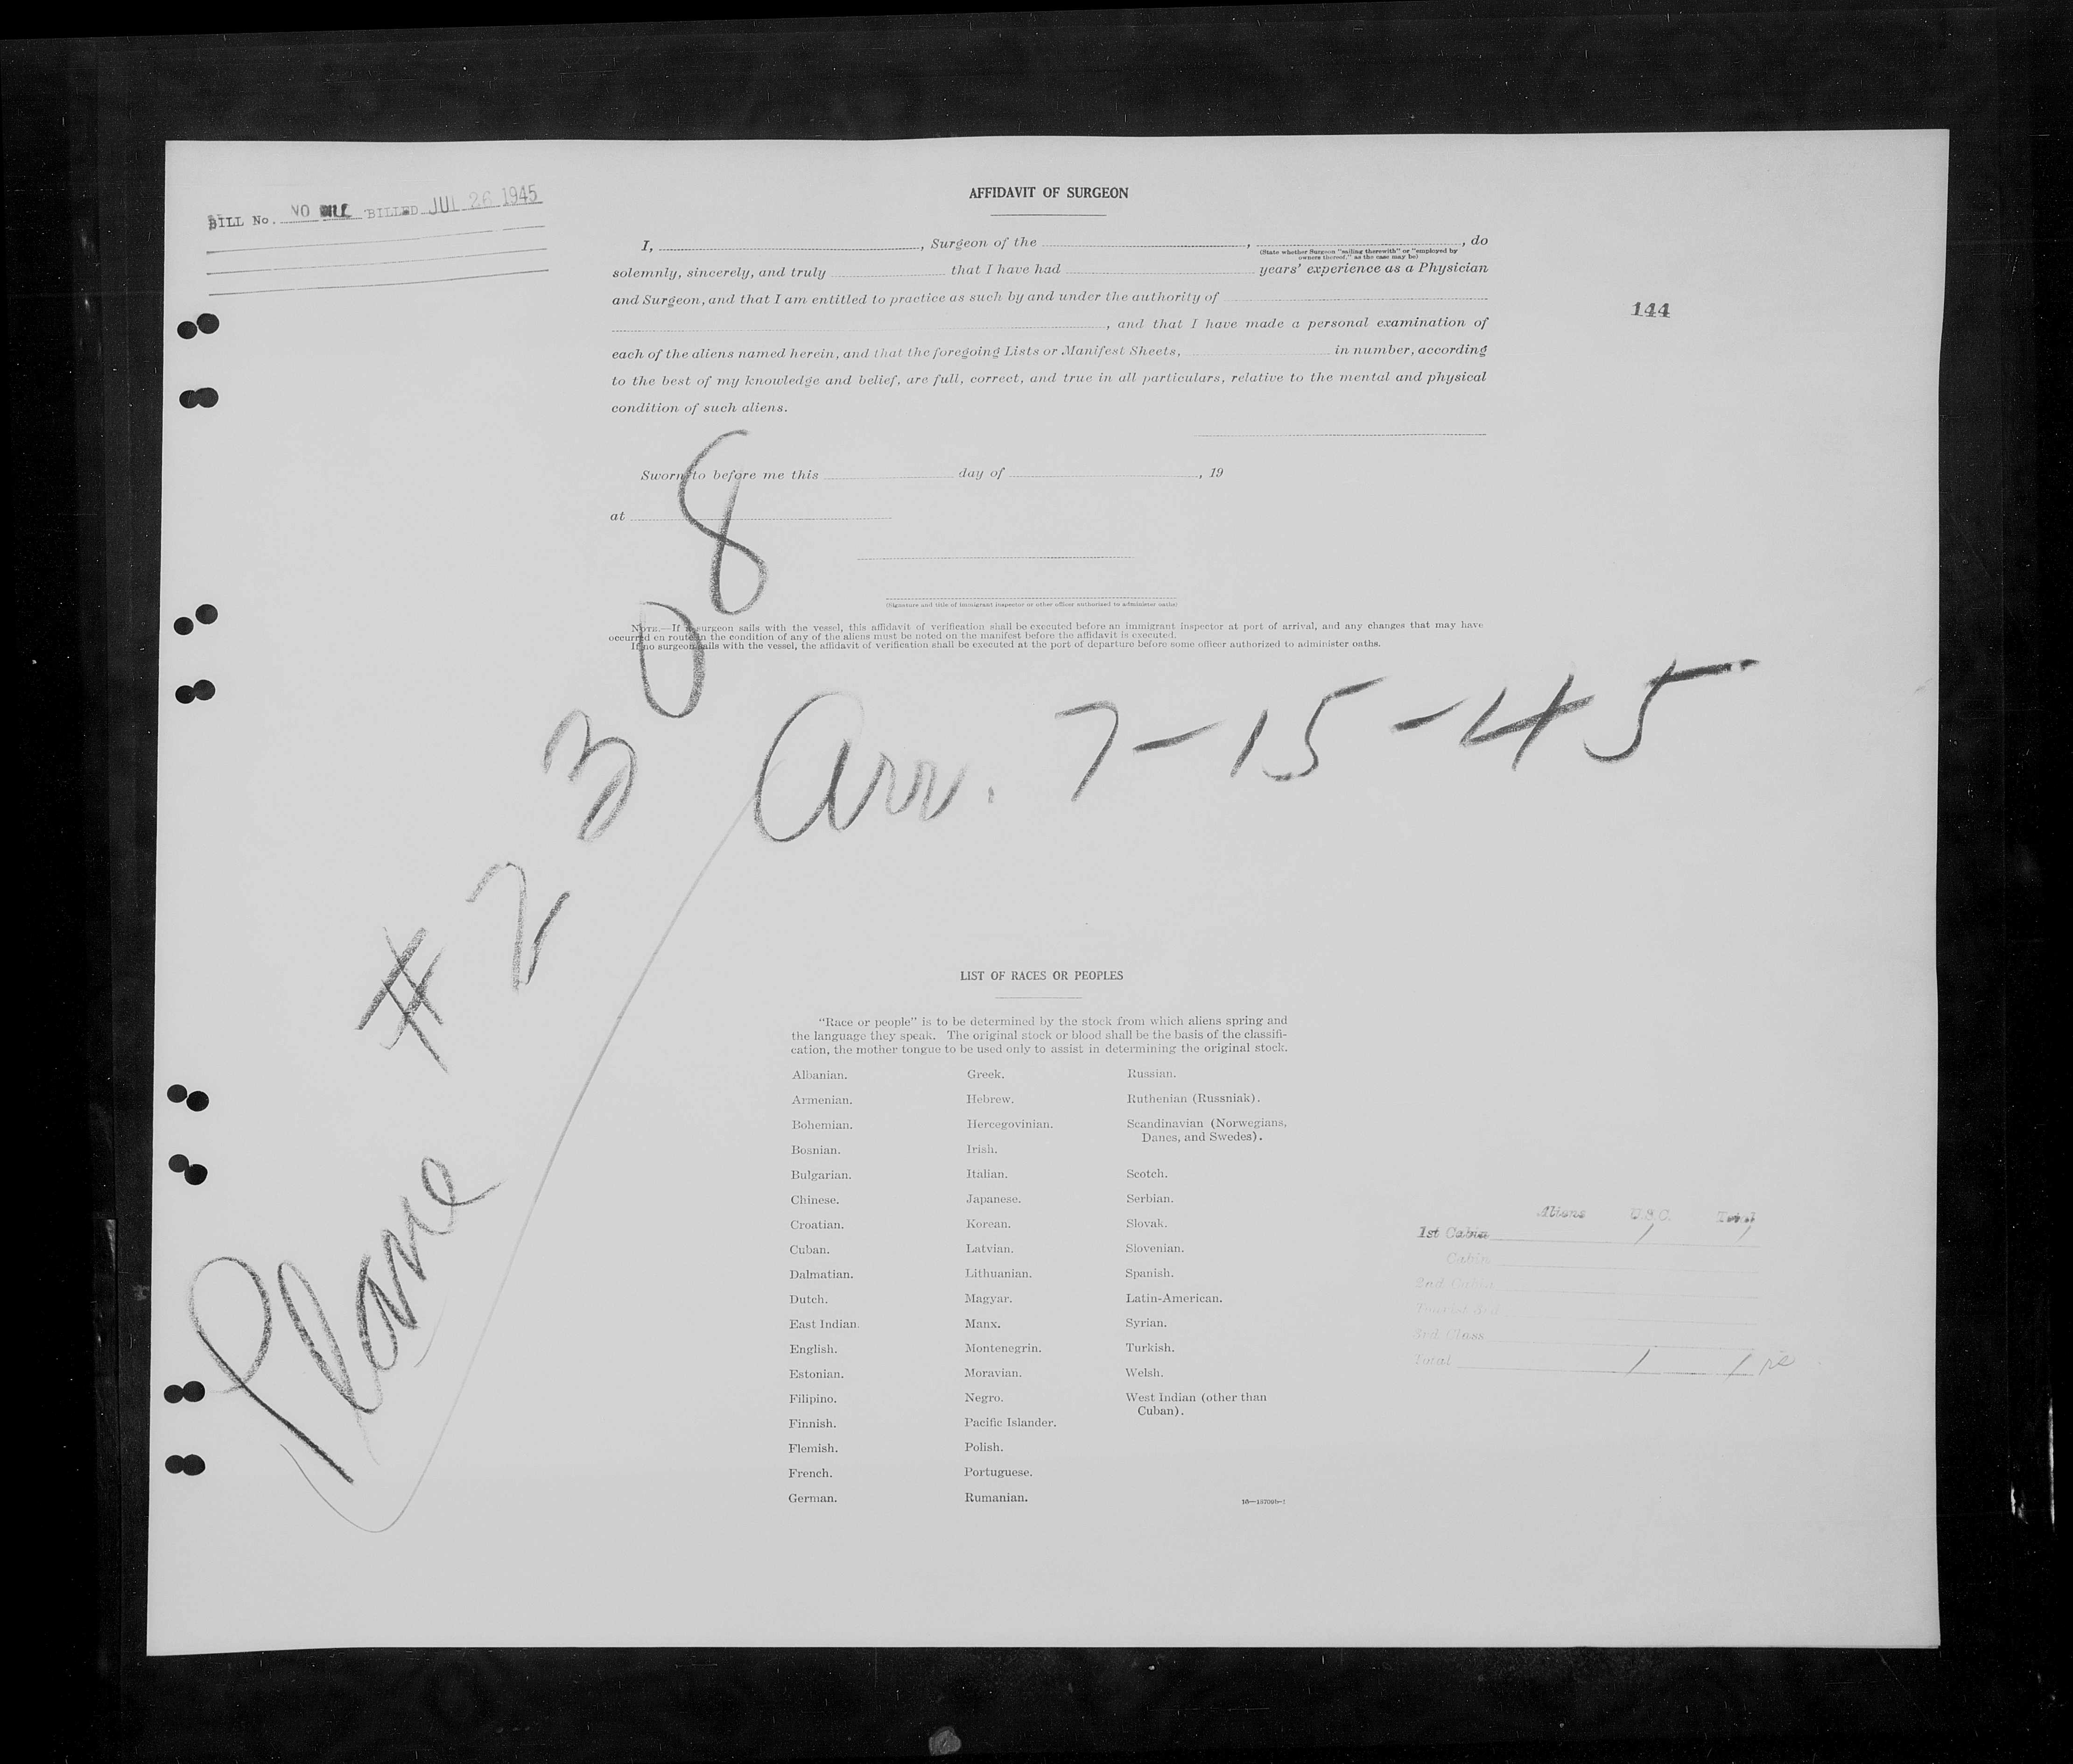 BILL No. NO BILL BILLED JUL 26 1945
AFFIDAVIT OF SURGEON
I, , Surgeon of the , , do
(State whether Surgeon "sailing therewith" or "employed by
owners thereof," as the case may be)
solemnly, sincerely, and truly that I have had years' experience as a Physician
and Surgeon, and that I am entitled to practice as such by and under the authority of
, and that I have made a personal examination of
144
each of the aliens named herein, and that the foregoing Lists or Manifest Sheets, in number, according
to the best of my knowledge and belief, are full, correct, and true in all particulars, relative to the mental and physical
condition of such aliens.
Sworn to before me this day of , 19
at
(Signature and title of immigrant inspector or other officer authorized to administer oaths)
NOTE.—If a surgeon sails with the vessel, this affidavit of verification shall be executed before an immigrant inspector at port of arrival, and any changes that may have
occurred en route in the condition of any of the aliens must be noted on the manifest before the affidavit is executed.
If no surgeon sails with the vessel, the affidavit of verification shall be executed at the port of departure before some officer authorized to administer oaths.
Plane # 2308
Arr. 7-15-45
LIST OF RACES OR PEOPLES
"Race or people" is to be determined by the stock from which aliens spring and
the language they speak. The original stock or blood shall be the basis of the classifi-
cation, the mother tongue to be used only to assist in determining the original stock.
Albanian.
Armenian.
Bohemian.
Bosnian.
Bulgarian.
Chinese.
Croatian.
Cuban.
Dalmatian.
Dutch.
East Indian.
English.
Estonian.
Filipino.
Finnish.
Flemish.
French.
German.
Greek.
Hebrew.
Hercegovinian.
Irish.
Italian.
Japanese.
Korean.
Latvian.
Lithuanian.
Magyar.
Manx.
Montenegrin.
Moravian.
Negro.
Pacific Islander.
Polish.
Portuguese.
Rumanian.
Russian.
Ruthenian (Russniak).
Scandinavian (Norwegians,
Danes, and Swedes).
Scotch.
Serbian.
Slovak.
Slovenian.
Spanish.
Latin-American.
Syrian.
Turkish.
Welsh.
West Indian (other than
Cuban).
Aliens U.S.C. Total
1st Cabin 1 1
Cabin
2nd Cabin
Tourist 3rd
3rd Class
Total 1 1